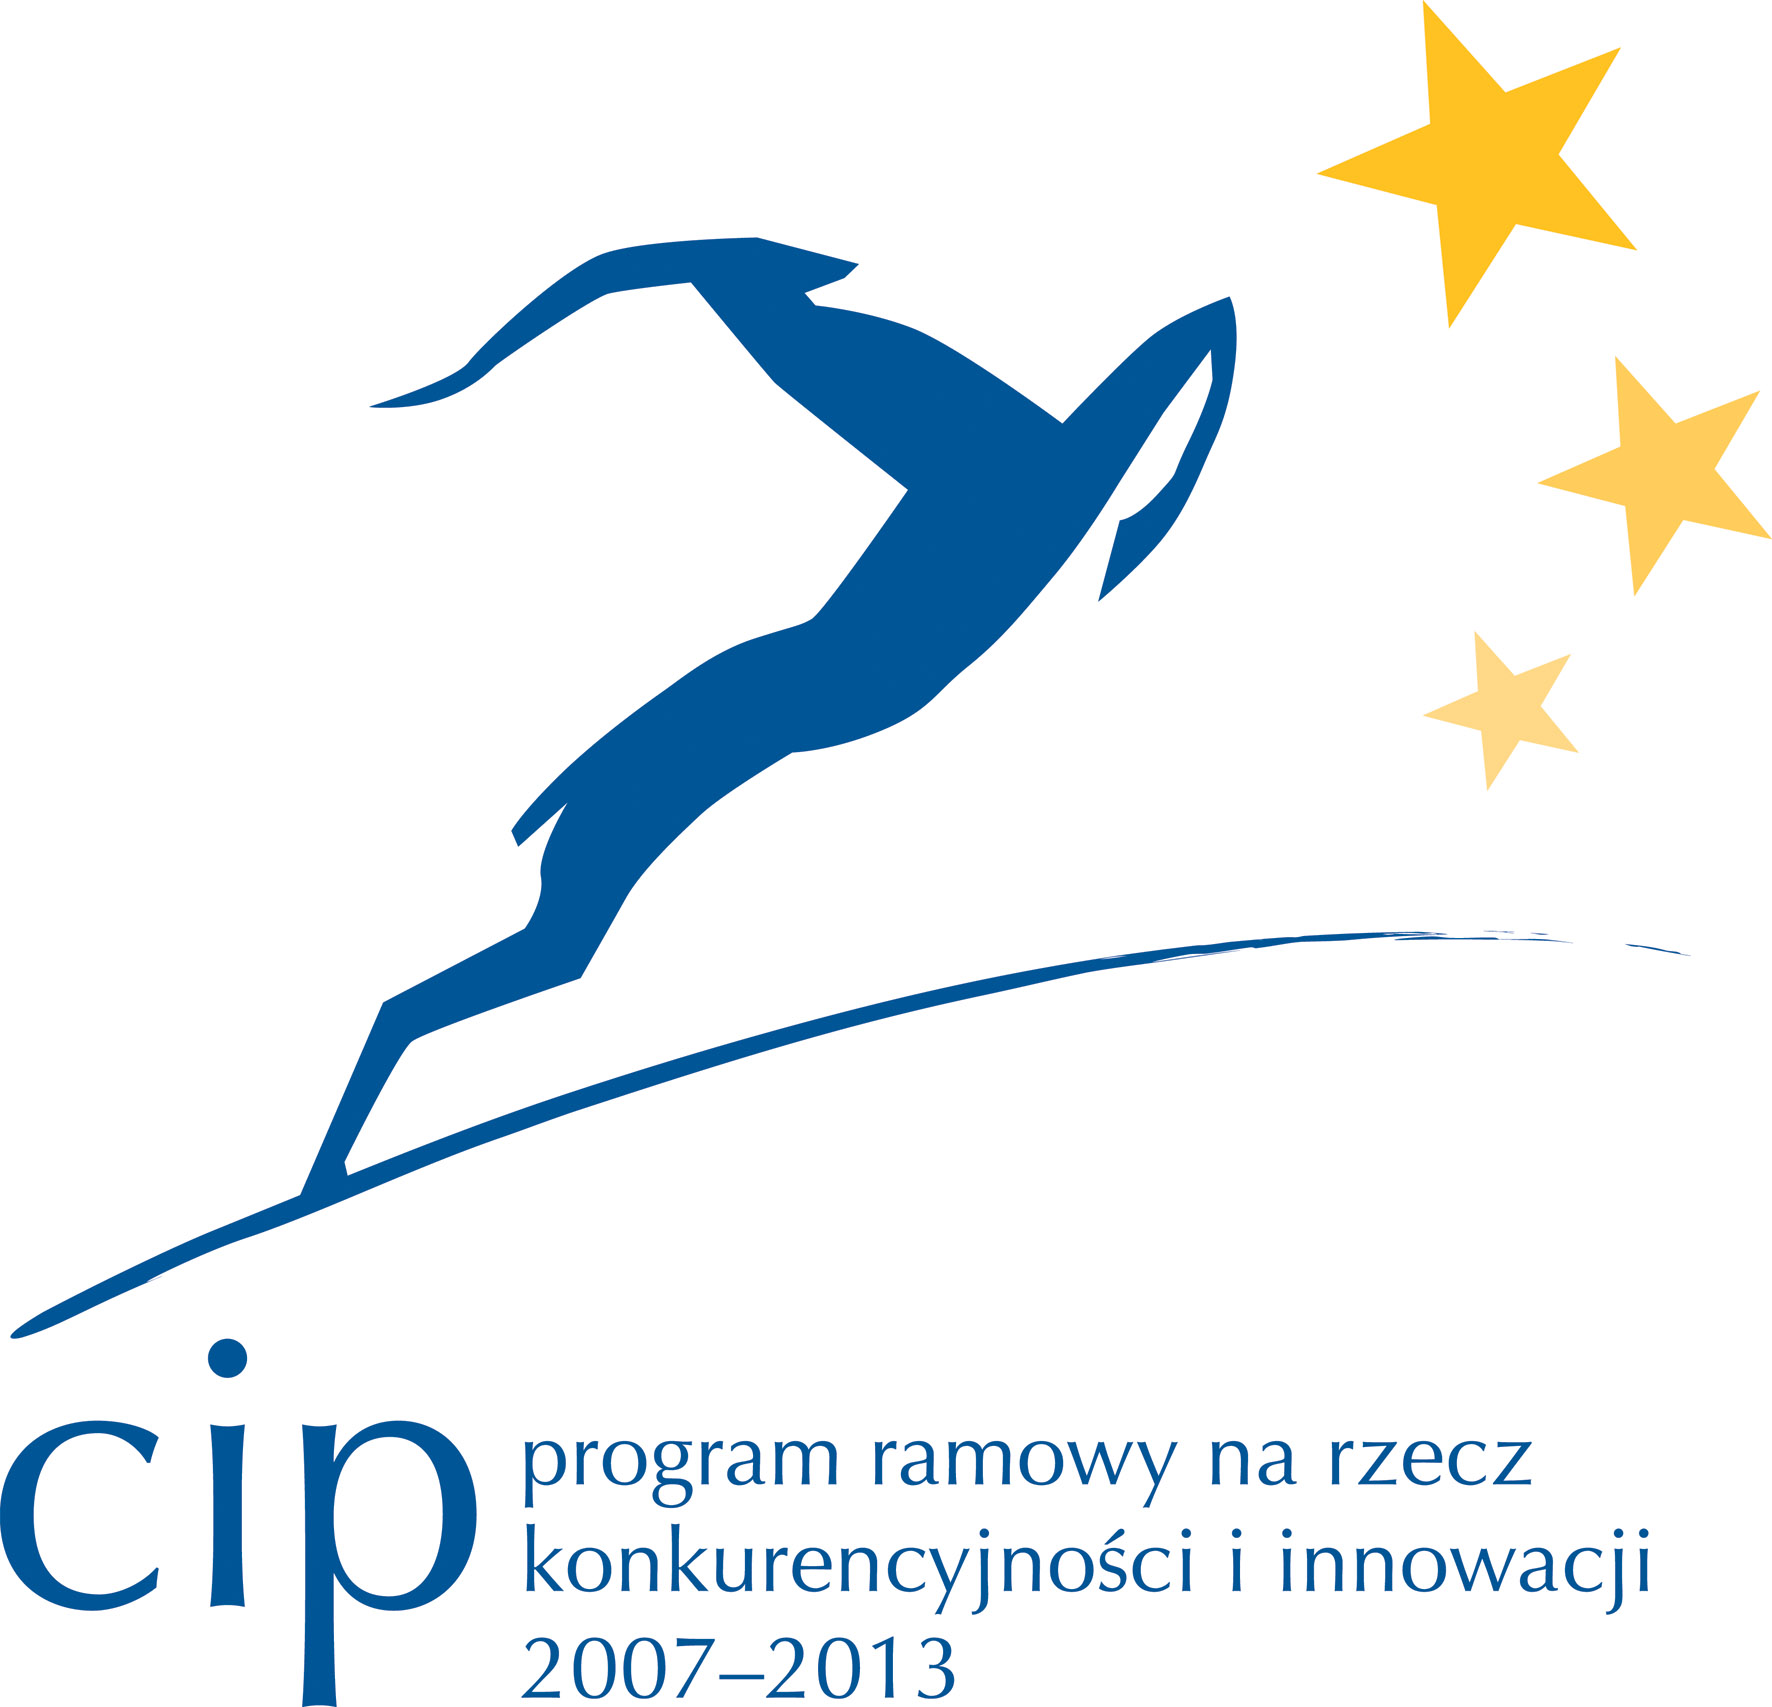 cip
program ramowy na rzecz
konkurencyjności i innowacji
2007–2013